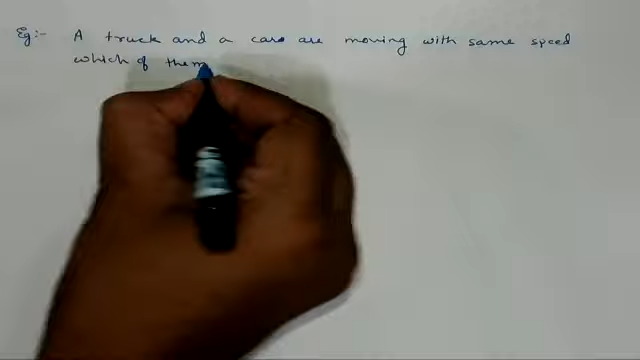 Eg:- A truck and a car are moving with same speed
which of them